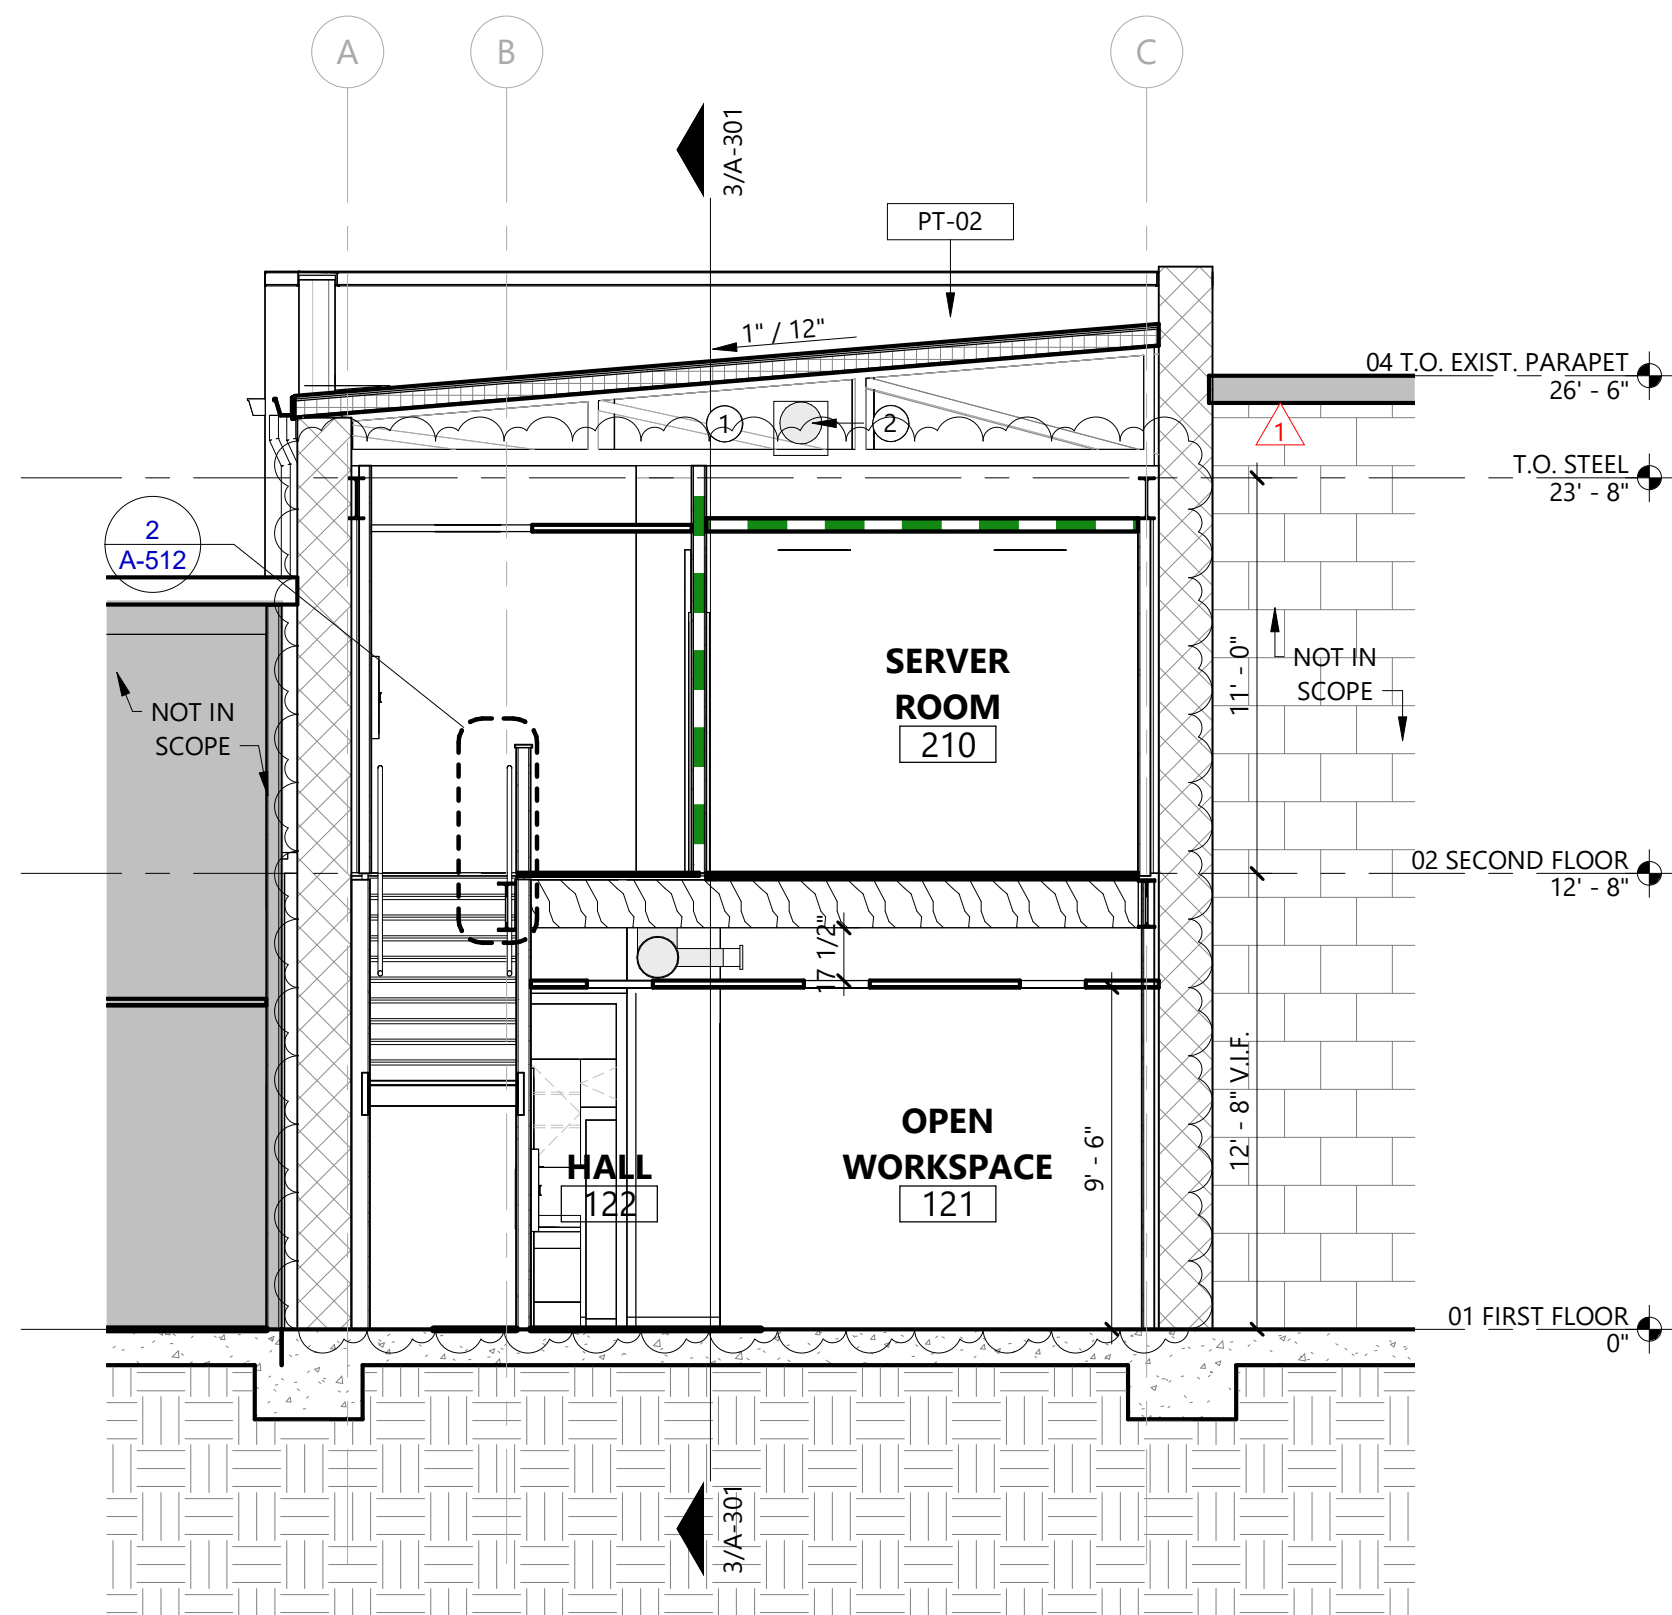 A
B
C
3/A-301
PT-02
1" / 12"
04 T.O. EXIST. PARAPET
26' - 6"
1
2
1
T.O. STEEL
23' - 8"
2
A-512
SERVER
ROOM
210
11' - 0"
NOT IN
SCOPE
NOT IN
SCOPE
02 SECOND FLOOR
12' - 8"
17 1/2"
12' - 8" V.I.F.
9' - 6"
OPEN
WORKSPACE
121
HALL
122
01 FIRST FLOOR
0"
3/A-301